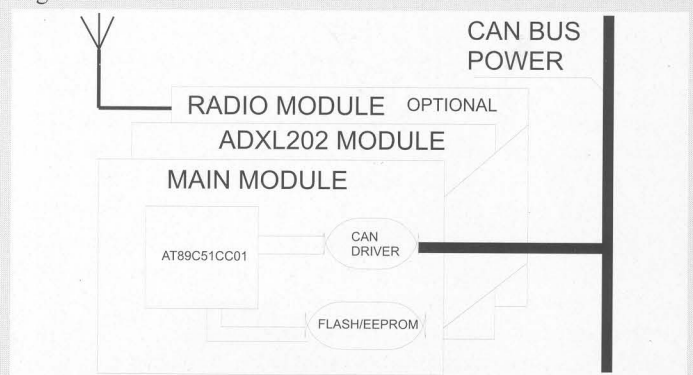 CAN BUS
POWER
RADIO MODULE OPTIONAL
ADXL202 MODULE
MAIN MODULE
AT89C51CC01
CAN
DRIVER
FLASH/EEPROM